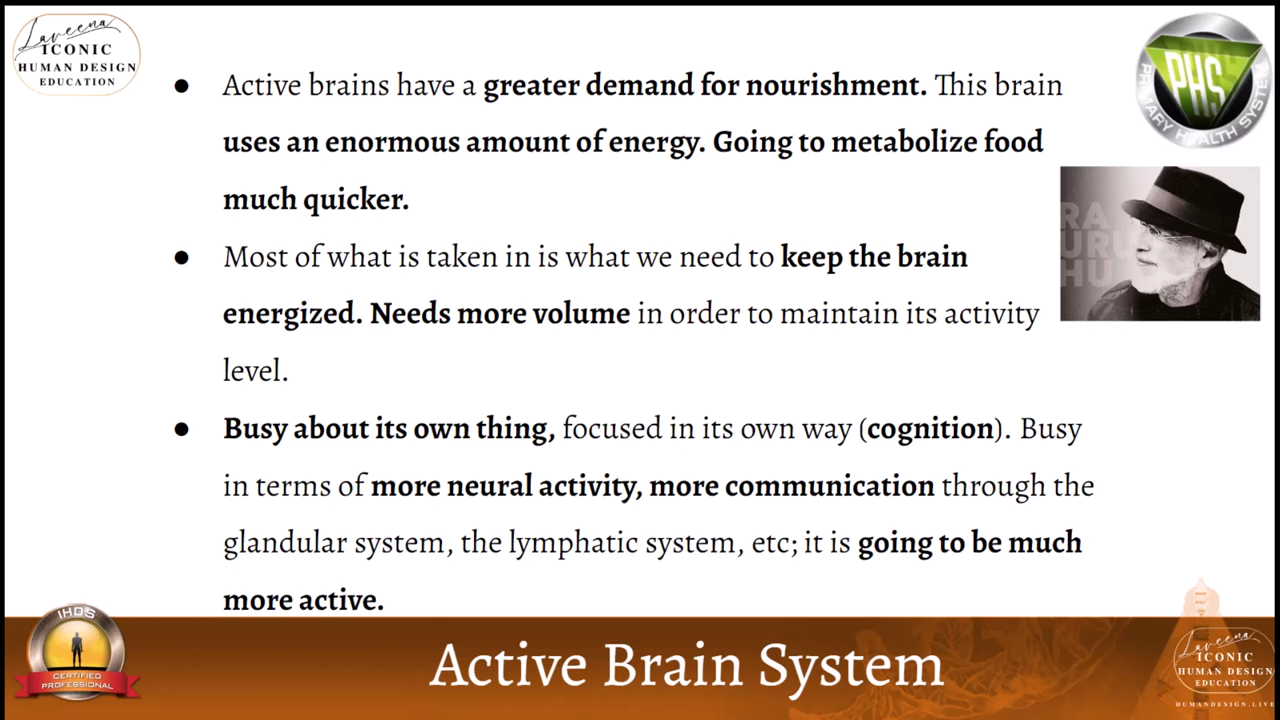 Laveena
ICONIC
HUMAN DESIGN
EDUCATION
PHS
PRIMARY HEALTH SYSTEM
● Active brains have a greater demand for nourishment. This brain
uses an enormous amount of energy. Going to metabolize food
much quicker.
RA
URU
HU
● Most of what is taken in is what we need to keep the brain
energized. Needs more volume in order to maintain its activity
level.
● Busy about its own thing, focused in its own way (cognition). Busy
in terms of more neural activity, more communication through the
glandular system, the lymphatic system, etc; it is going to be much
more active.
IHDS
CERTIFIED
PROFESSIONAL
Active Brain System
Laveena
ICONIC
HUMAN DESIGN
EDUCATION
HUMANDESIGN.LIVE